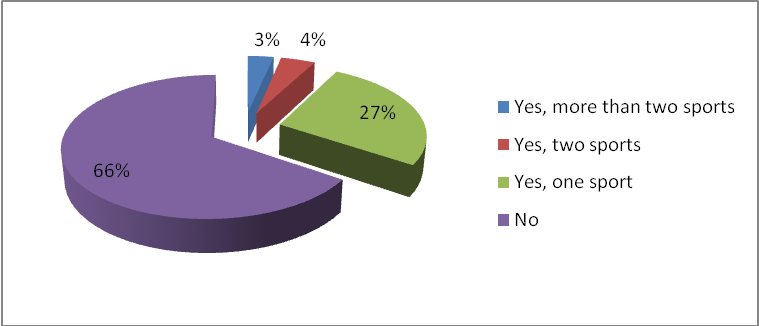 3%
4%
27%
66%
Yes, more than two sports
Yes, two sports
Yes, one sport
No